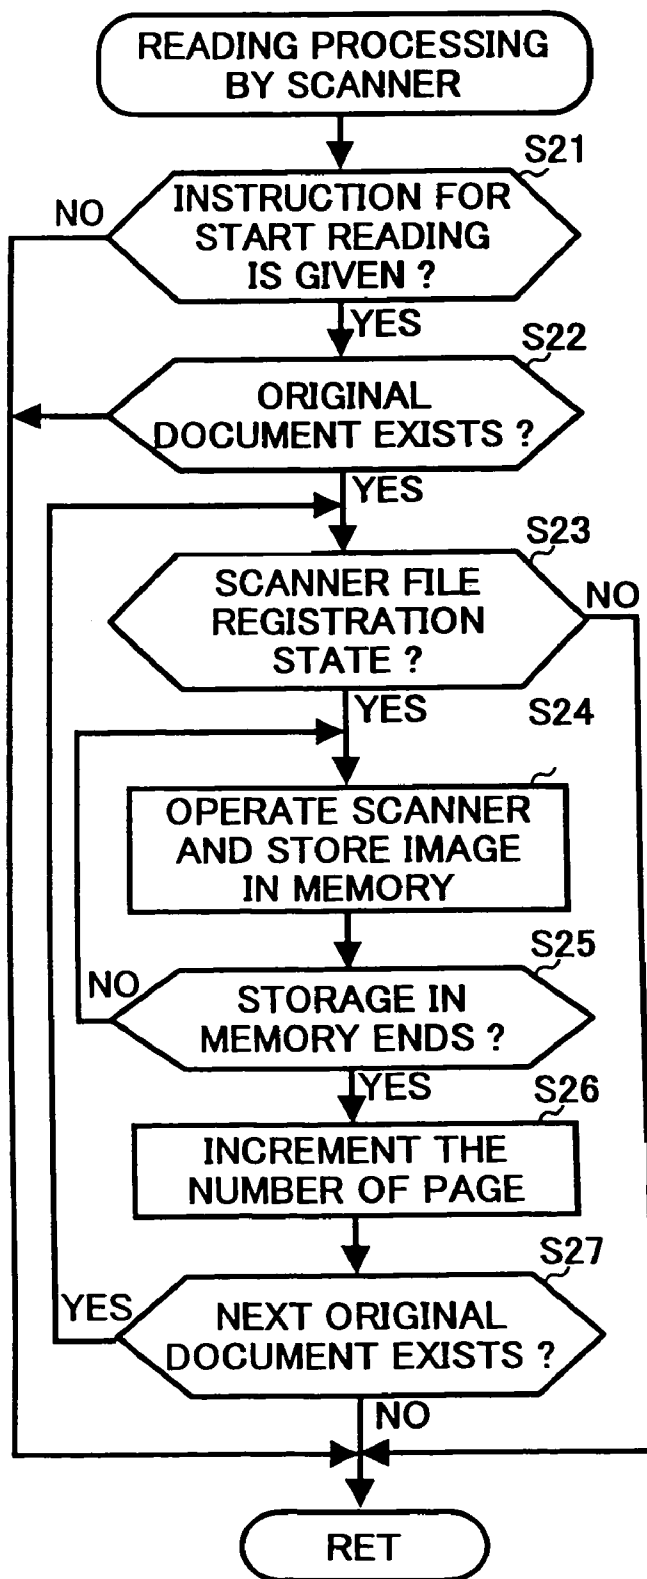 READING PROCESSING
BY SCANNER
S21
INSTRUCTION FOR
START READING
IS GIVEN ?
NO
YES
S22
ORIGINAL
DOCUMENT EXISTS ?
YES
S23
SCANNER FILE
REGISTRATION
STATE ?
NO
YES
S24
OPERATE SCANNER
AND STORE IMAGE
IN MEMORY
S25
NO
STORAGE IN
MEMORY ENDS ?
YES
S26
INCREMENT THE
NUMBER OF PAGE
S27
YES
NEXT ORIGINAL
DOCUMENT EXISTS ?
NO
RET